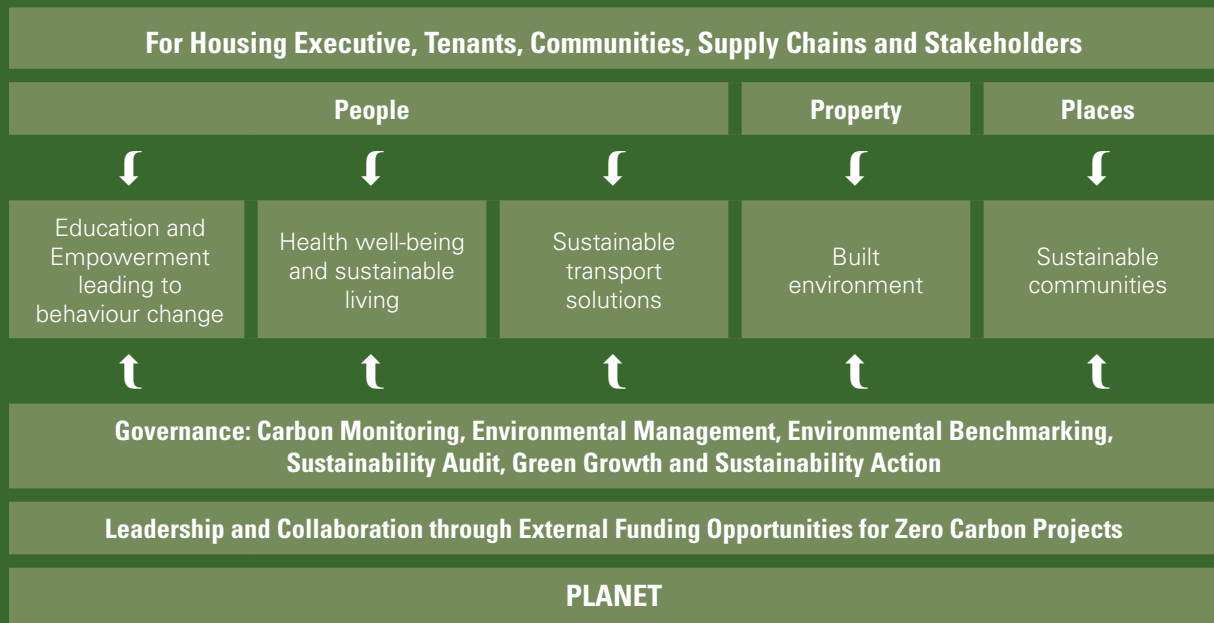 For Housing Executive, Tenants, Communities, Supply Chains and Stakeholders
People
Property
Places
Education and
Empowerment
leading to
behaviour change
Health well-being
and sustainable
living
Sustainable
transport
solutions
Built
environment
Sustainable
communities
Governance: Carbon Monitoring, Environmental Management, Environmental Benchmarking,
Sustainability Audit, Green Growth and Sustainability Action
Leadership and Collaboration through External Funding Opportunities for Zero Carbon Projects
PLANET